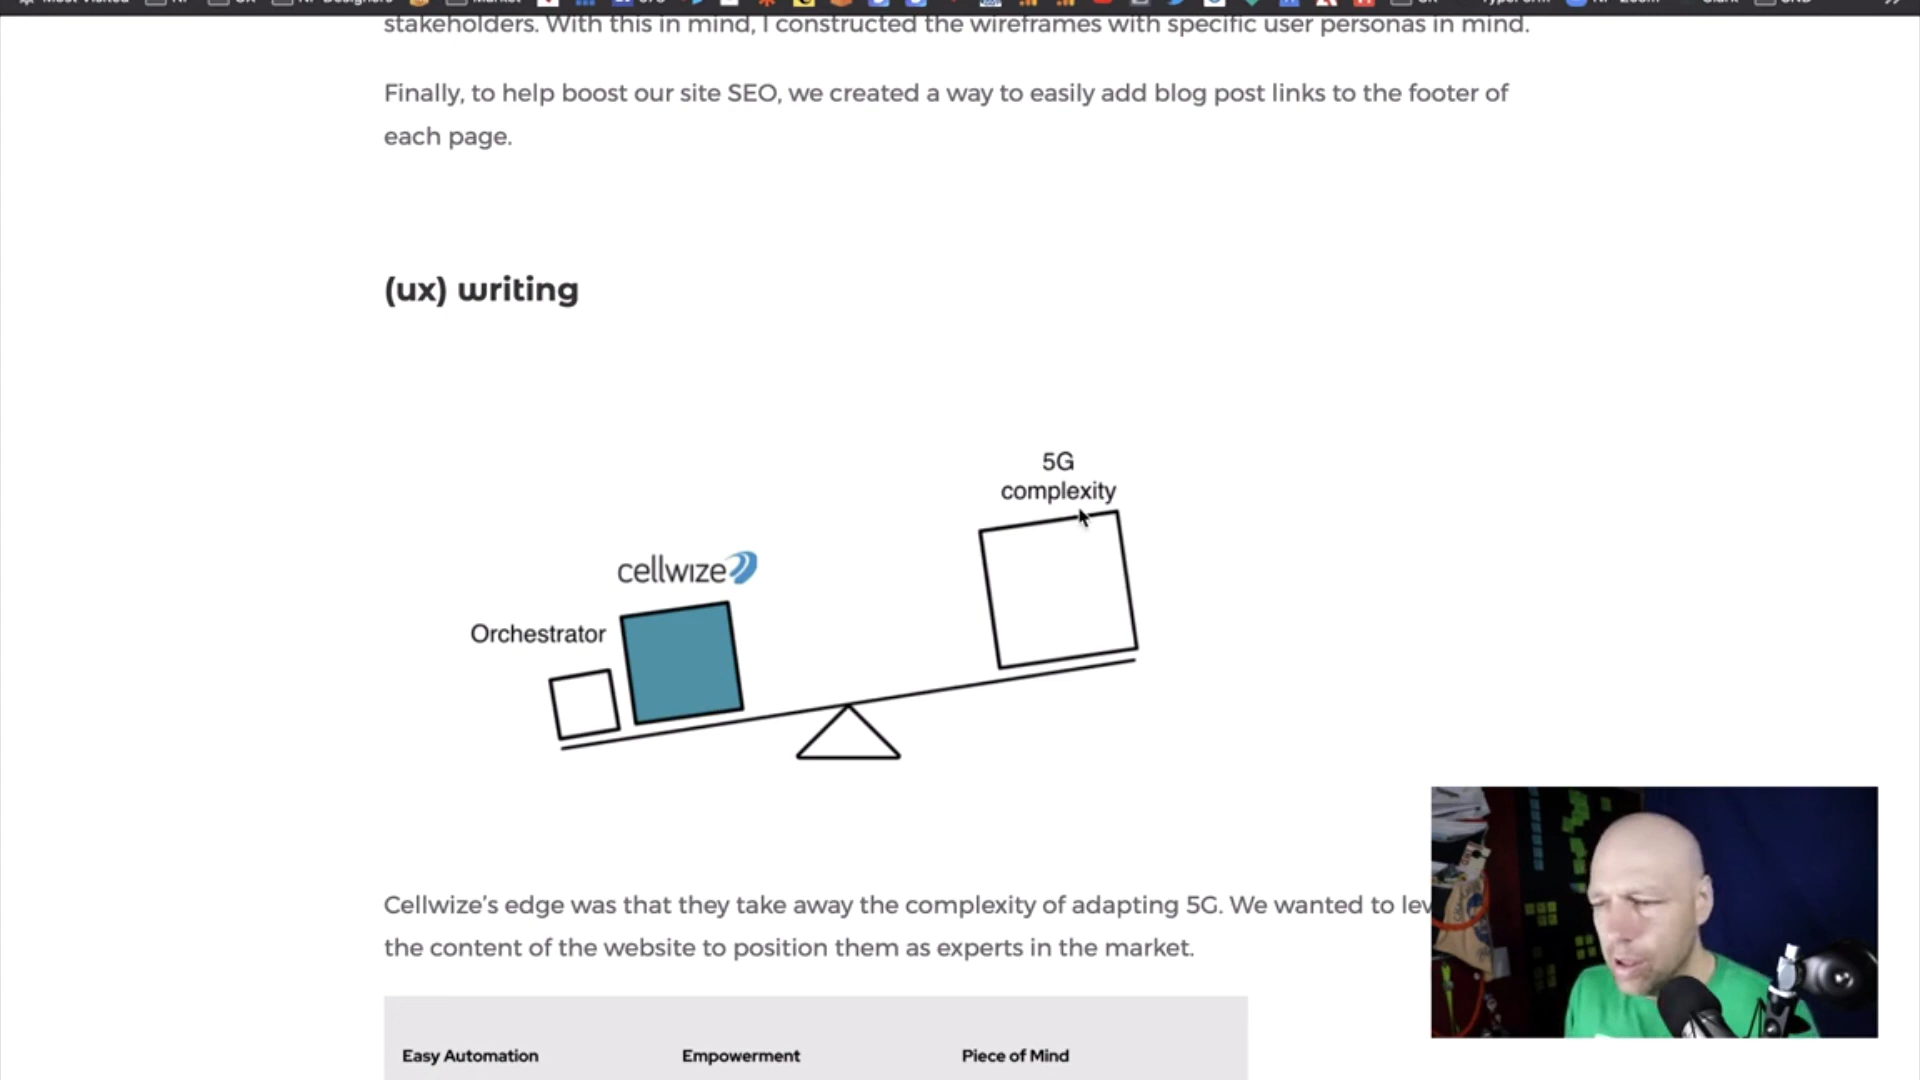 stakeholders. With this in mind, I constructed the wireframes with specific user personas in mind.
Finally, to help boost our site SEO, we created a way to easily add blog post links to the footer of
each page.
(ux) writing
5G
complexity
cellwize
Orchestrator
Cellwize’s edge was that they take away the complexity of adapting 5G. We wanted to lev
the content of the website to position them as experts in the market.
Easy Automation
Empowerment
Piece of Mind